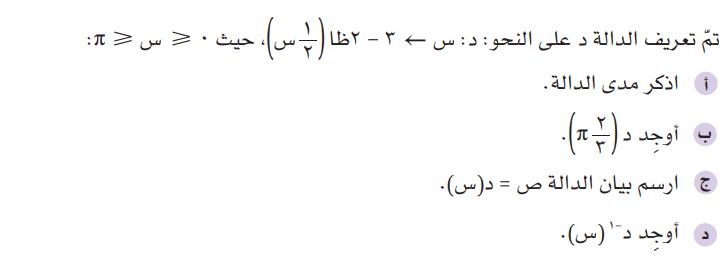 تمّ تعريف الدالة د على النحو: د: س ← ٣ − ٢ظا(١/٢ س)، حيث ٠ ⩽ س ⩽ π:
أ اذكر مدى الدالة.
ب أوجِد د(٢/٣ π).
ج ارسم بيان الدالة ص = د(س).
د أوجِد د⁻¹(س).